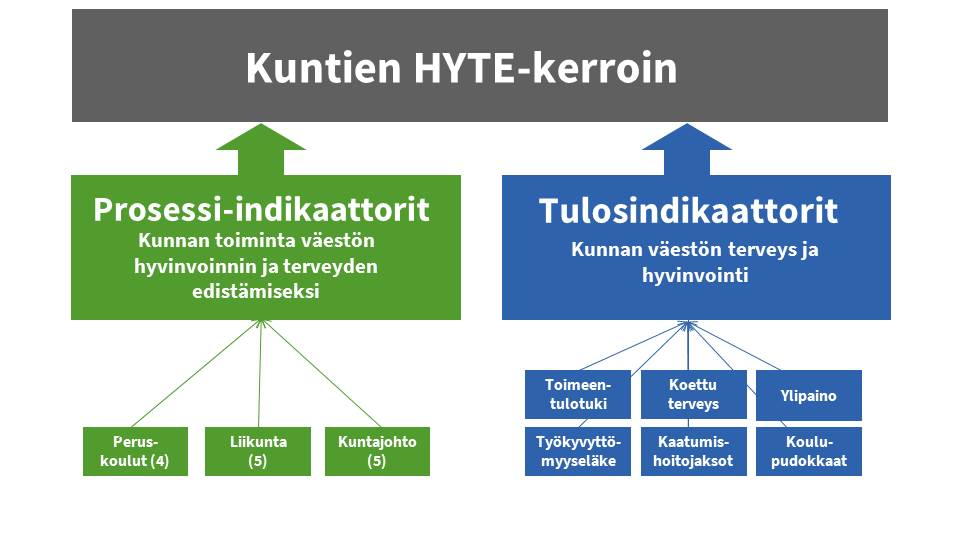 Kuntien HYTE-kerroin
Prosessi-indikaattorit
Kunnan toiminta väestön
hyvinvoinnin ja terveyden
edistämiseksi
Tulosindikaattorit
Kunnan väestön terveys ja
hyvinvointi
Perus-
koulut (4)
Liikunta
(5)
Kuntajohto
(5)
Toimeen-
tulotuki
Koettu
terveys
Ylipaino
Työkyvyttö-
myyseläke
Kaatumis-
hoitojaksot
Koulu-
pudokkaat